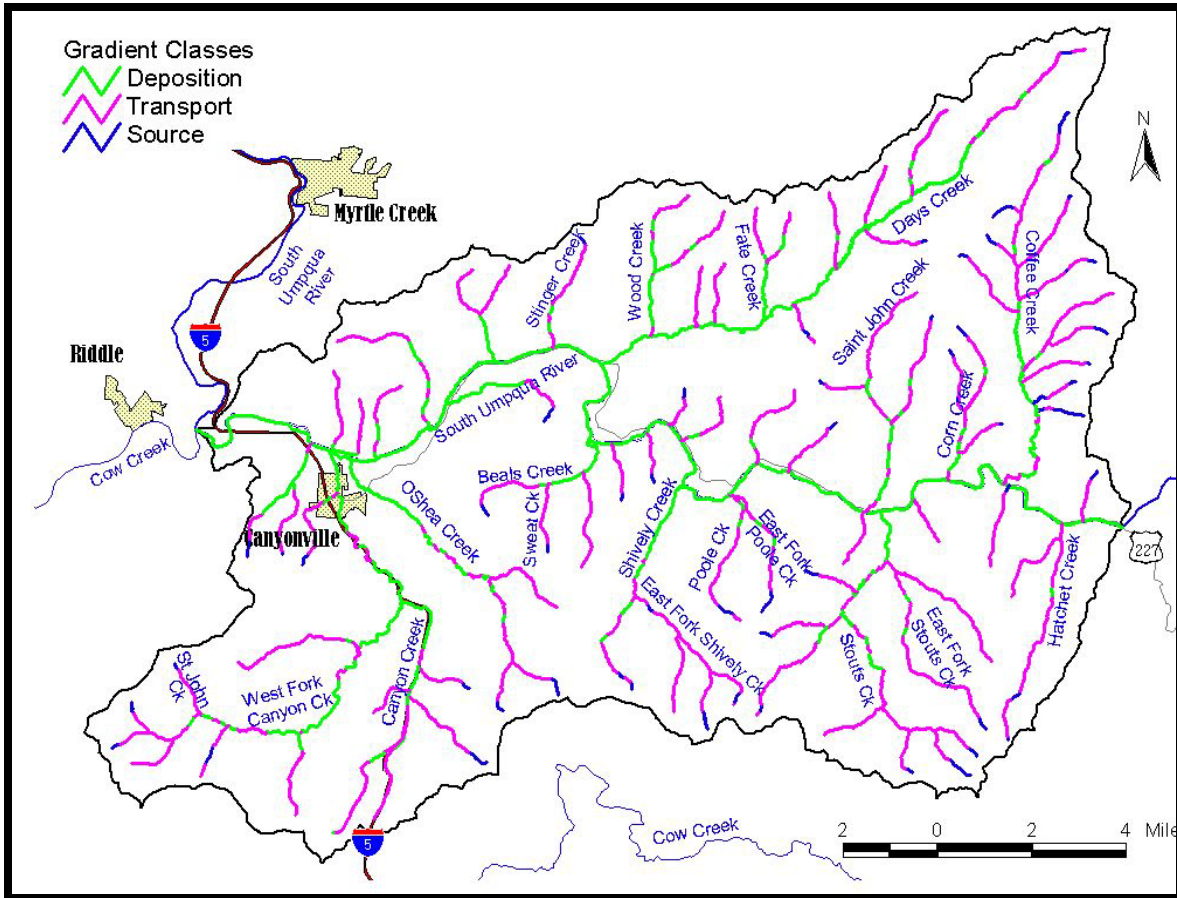 Gradient Classes
Deposition
Transport
Source
N
Myrtle Creek
South
Umpqua
River
5
Riddle
Cow Creek
Canyonville
Slinger Creek
Wood Creek
Fate Creek
Days Creek
Coffee Creek
Saint John Creek
Corn Creek
South Umpqua River
Beals Creek
OShea Creek
Sweat Ck
Shively Creek
Poole Ck
East Fork
Poole Ck
227
Hatchet Creek
East Fork Shively Ck
Stouts Ck
East Fork
Stouts Ck
St John
Ck
West Fork
Canyon Ck
Canyon Creek
5
Cow Creek
2 0 2 4 Mile